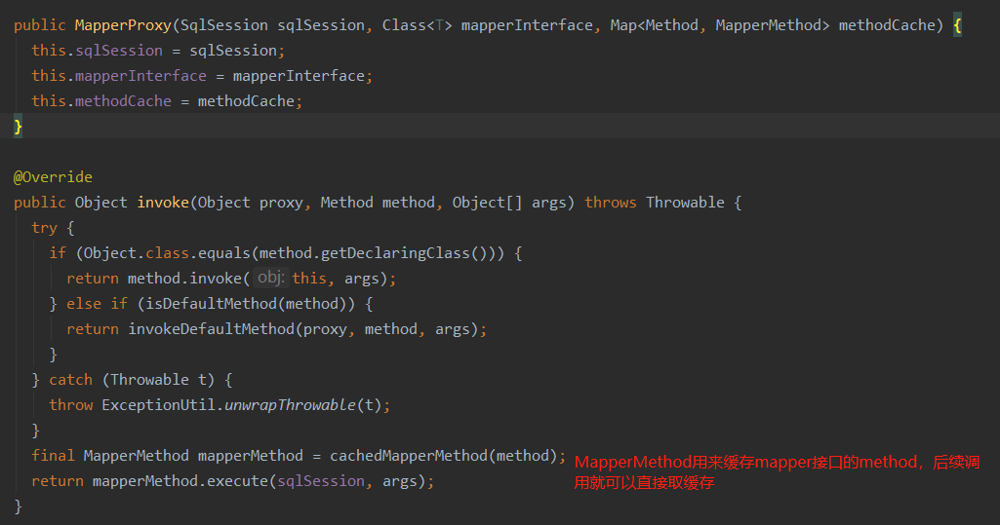 public MapperProxy(SqlSession sqlSession, Class<T> mapperInterface, Map<Method, MapperMethod> methodCache) {
this.sqlSession = sqlSession;
this.mapperInterface = mapperInterface;
this.methodCache = methodCache;
}
@Override
public Object invoke(Object proxy, Method method, Object[] args) throws Throwable {
try {
if (Object.class.equals(method.getDeclaringClass())) {
return method.invoke( obj: this, args);
} else if (isDefaultMethod(method)) {
return invokeDefaultMethod(proxy, method, args);
}
} catch (Throwable t) {
throw ExceptionUtil.unwrapThrowable(t);
}
final MapperMethod mapperMethod = cachedMapperMethod(method);
return mapperMethod.execute(sqlSession, args);
}
MapperMethod用来缓存mapper接口的method，后续调
用就可以直接取缓存